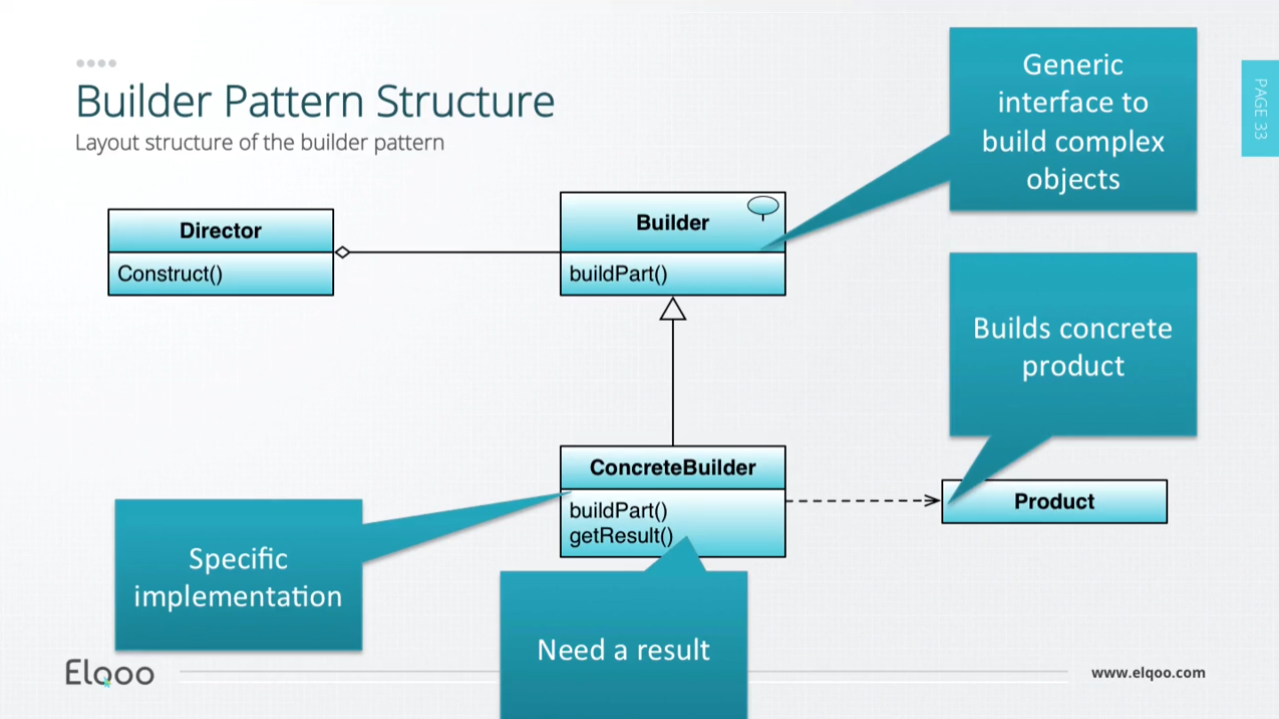 Builder Pattern Structure
Layout structure of the builder pattern
Generic
interface to
build complex
objects
PAGE 33
Director
Construct()
Builder
buildPart()
Builds concrete
product
ConcreteBuilder
buildPart()
getResult()
Product
Specific
implementation
Need a result
Elqoo
www.elqoo.com